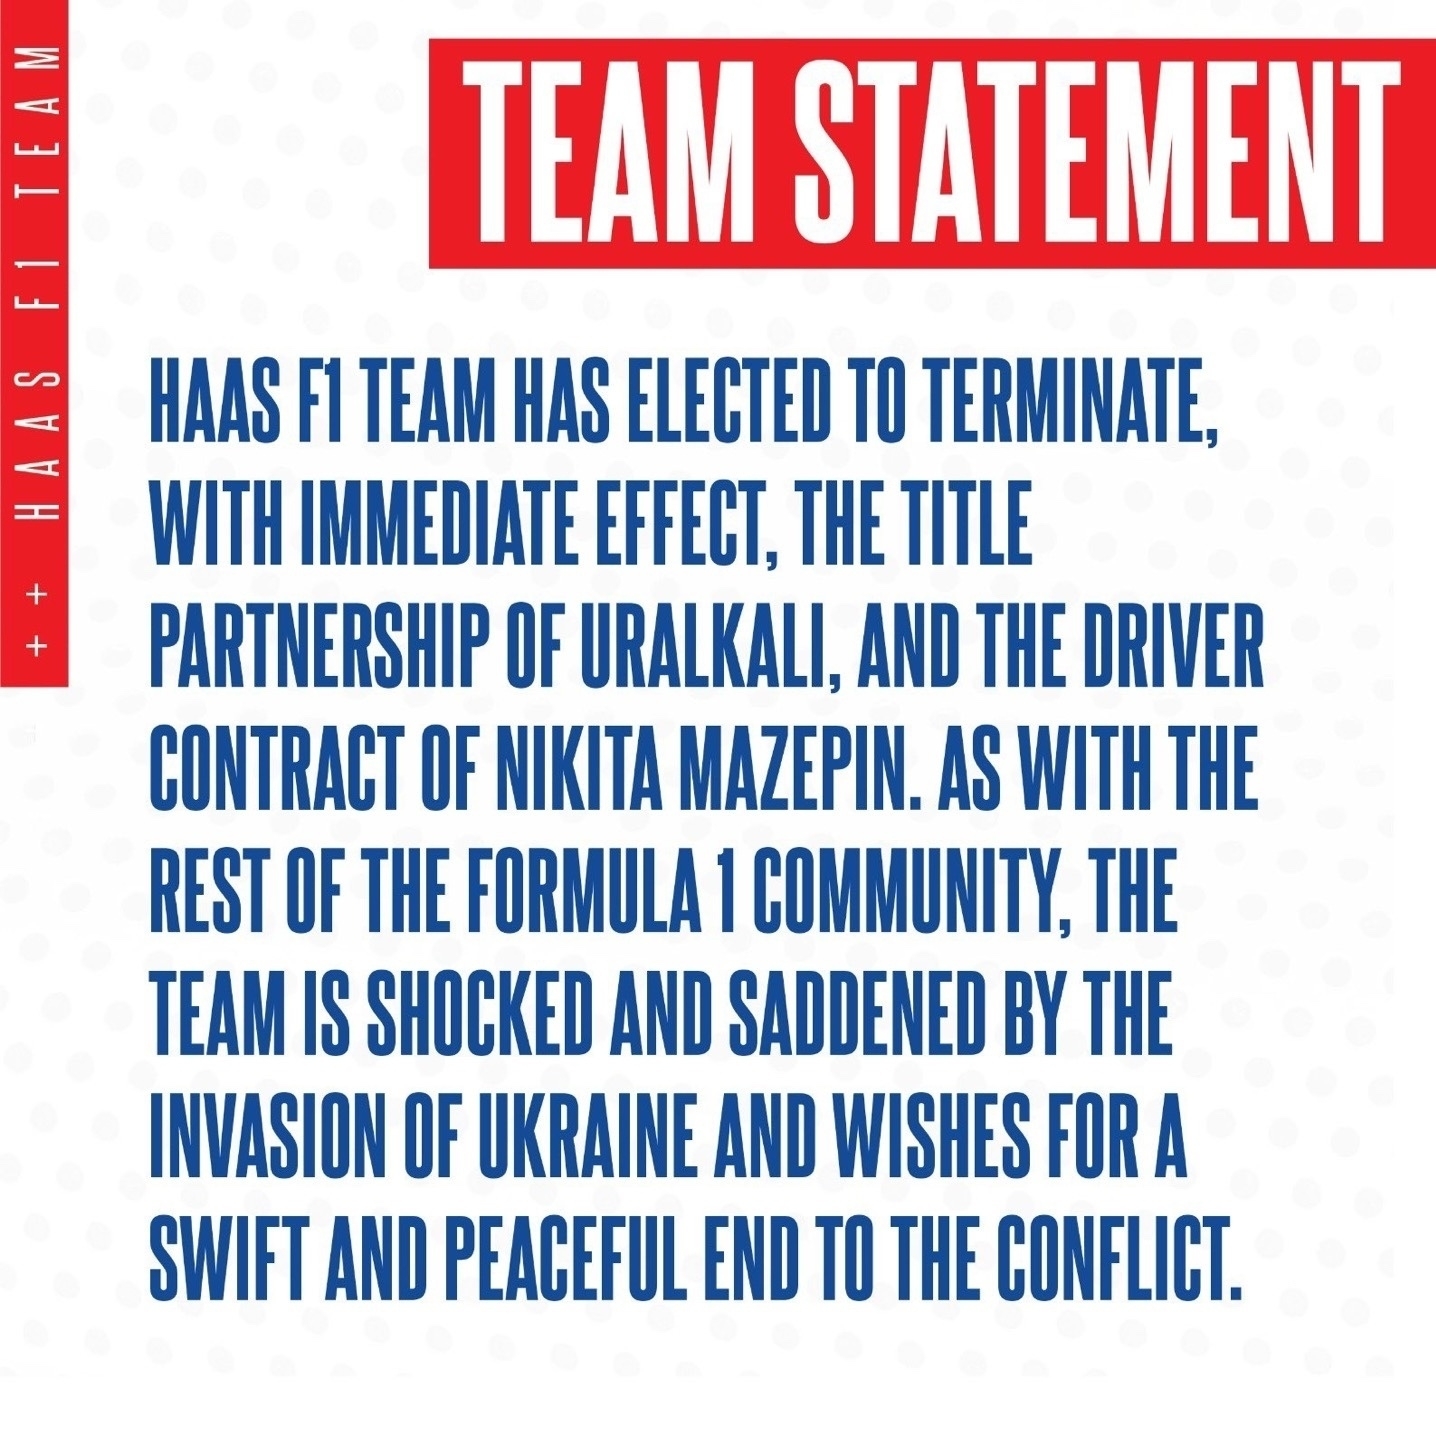 TEAM STATEMENT
++ HAAS F1 TEAM
HAAS F1 TEAM HAS ELECTED TO TERMINATE,
WITH IMMEDIATE EFFECT, THE TITLE
PARTNERSHIP OF URALKALI, AND THE DRIVER
CONTRACT OF NIKITA MAZEPIN. AS WITH THE
REST OF THE FORMULA 1 COMMUNITY, THE
TEAM IS SHOCKED AND SADDENED BY THE
INVASION OF UKRAINE AND WISHES FOR A
SWIFT AND PEACEFUL END TO THE CONFLICT.